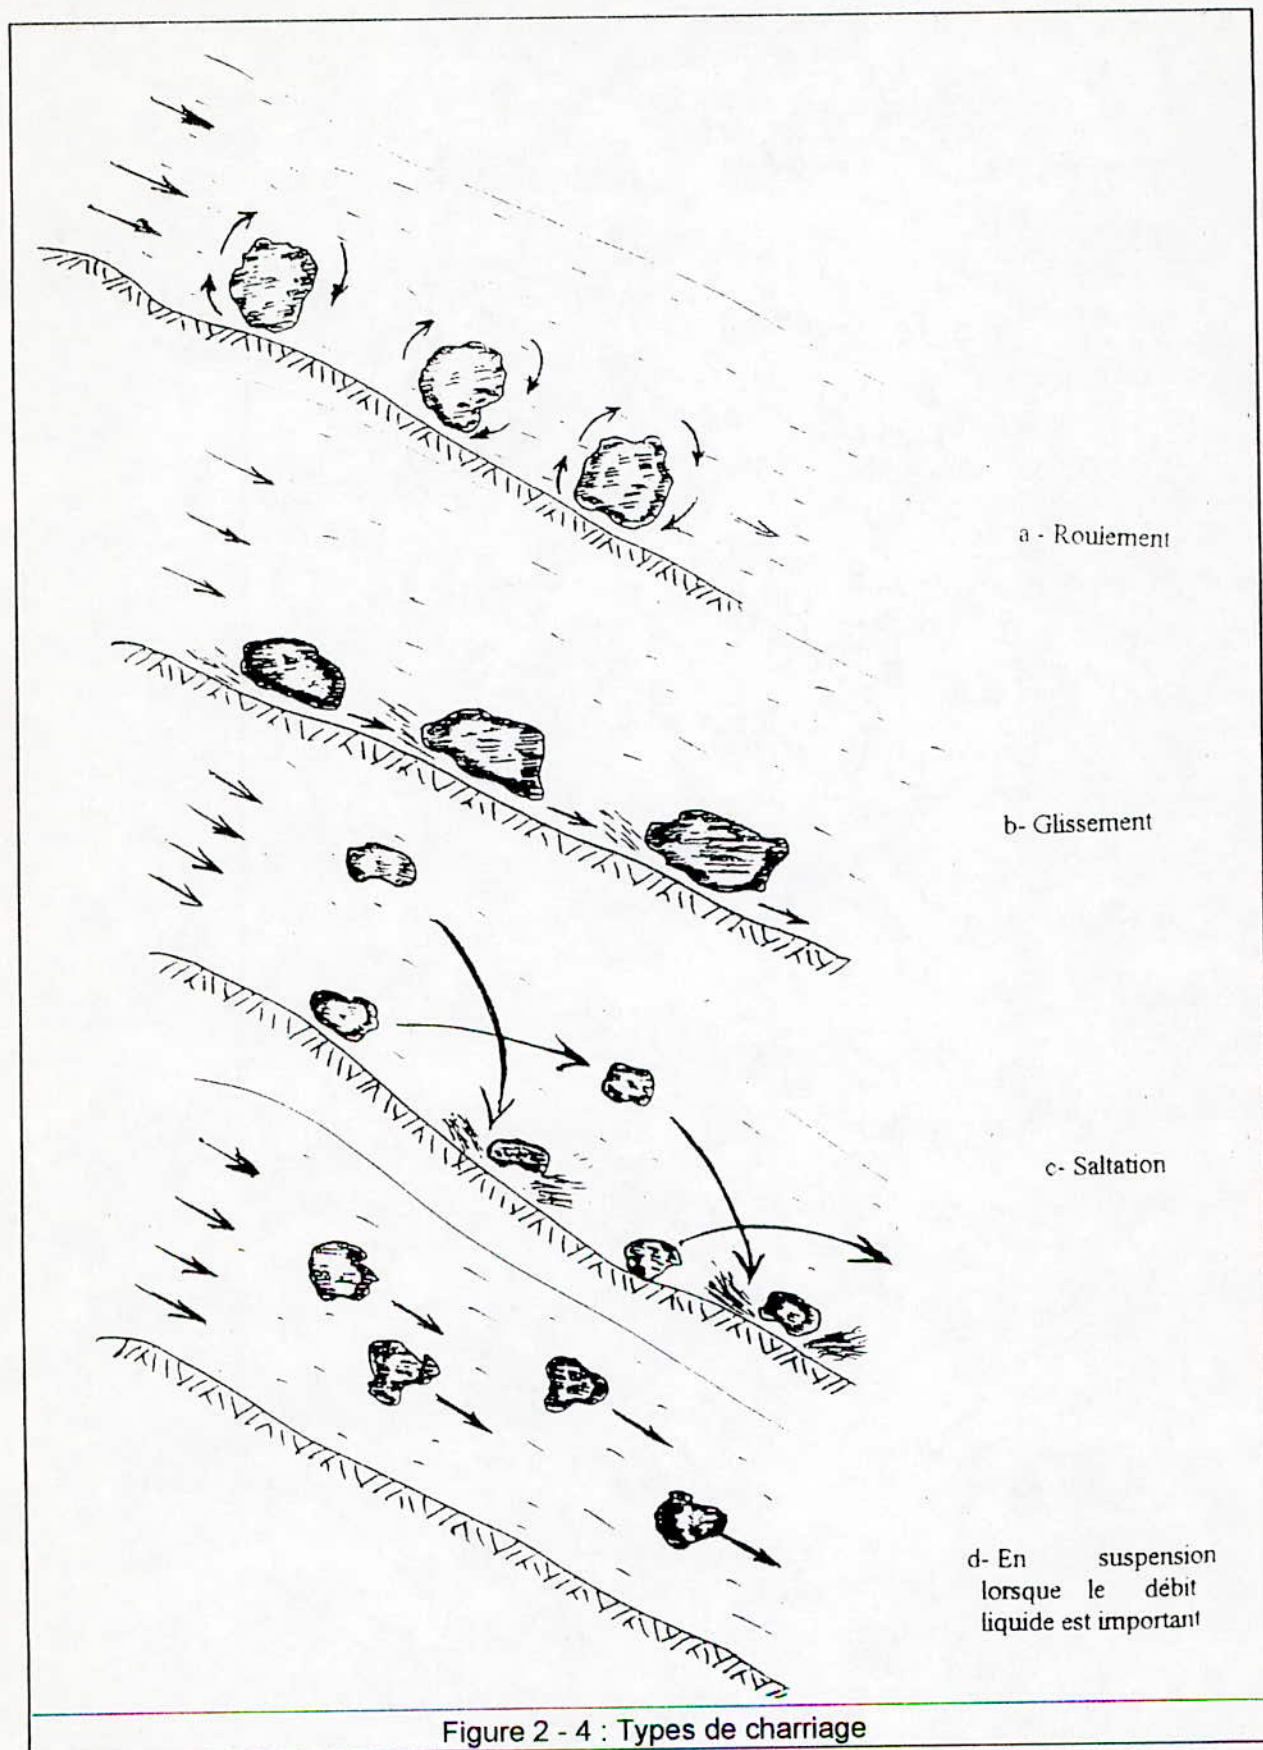 a - Roulement
b- Glissement
c- Saltation
d- En suspension
lorsque le débit
liquide est important
Figure 2 - 4 : Types de charriage